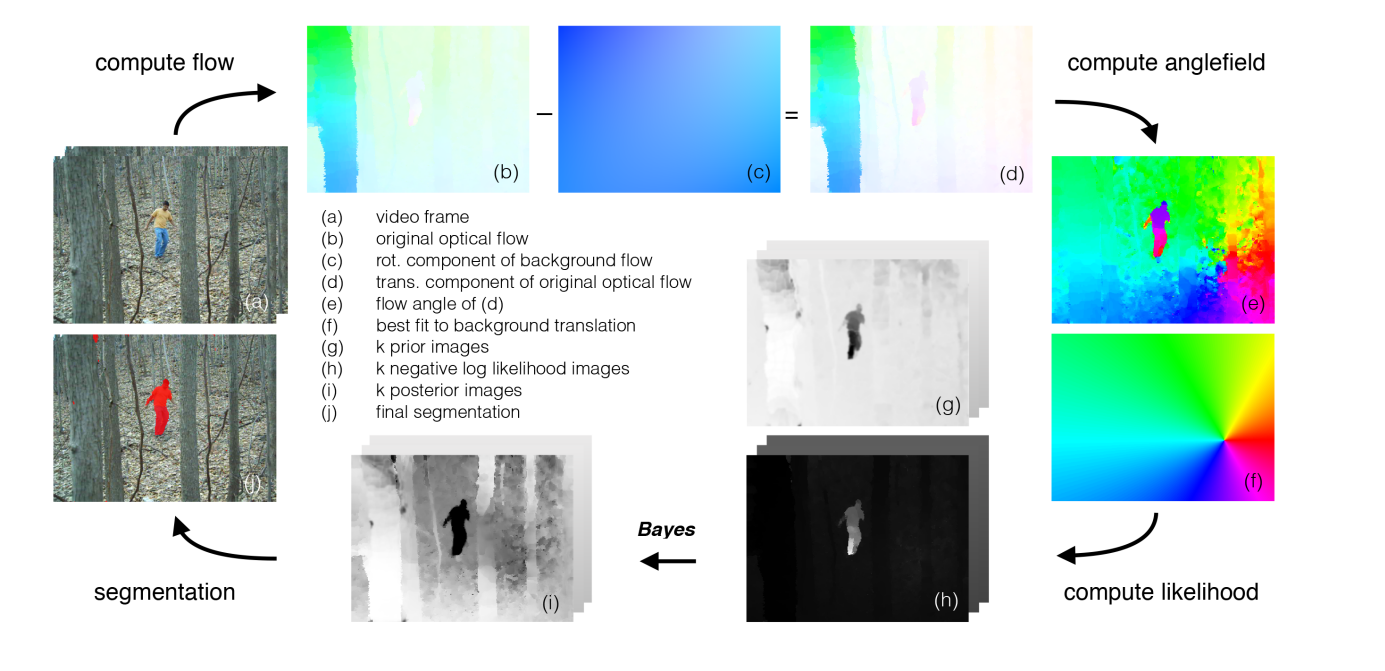 compute flow
compute anglefield
(b)
−
(c)
=
(d)
(a)
(e)
(a) video frame
(b) original optical flow
(c) rot. component of background flow
(d) trans. component of original optical flow
(e) flow angle of (d)
(f) best fit to background translation
(g) k prior images
(h) k negative log likelihood images
(i) k posterior images
(j) final segmentation
(g)
(j)
(f)
Bayes
(i)
(h)
segmentation
compute likelihood